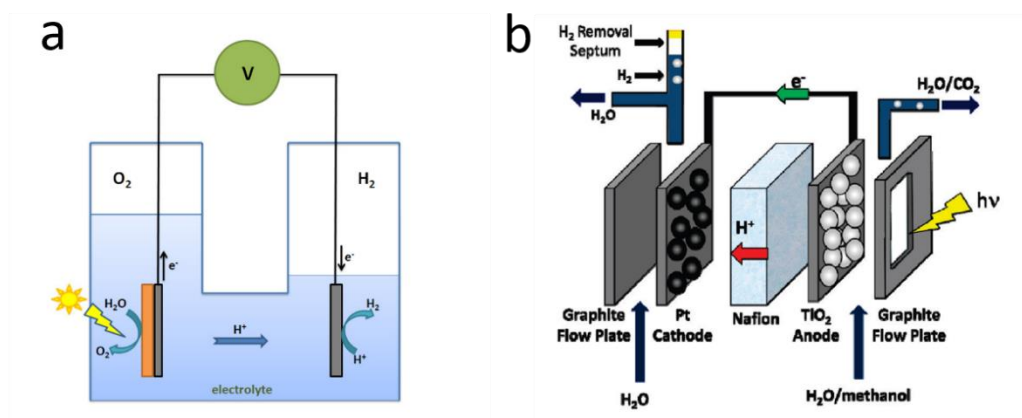 a
V
O₂
H₂
e⁻
e⁻
H₂O
O₂
H⁺
H₂
H⁺
electrolyte
b
H₂ Removal
Septum
H₂
H₂O
e⁻
H₂O/CO₂
hν
H⁺
Graphite
Flow Plate
Pt
Cathode
Nafion
TiO₂
Anode
Graphite
Flow Plate
H₂O
H₂O/methanol